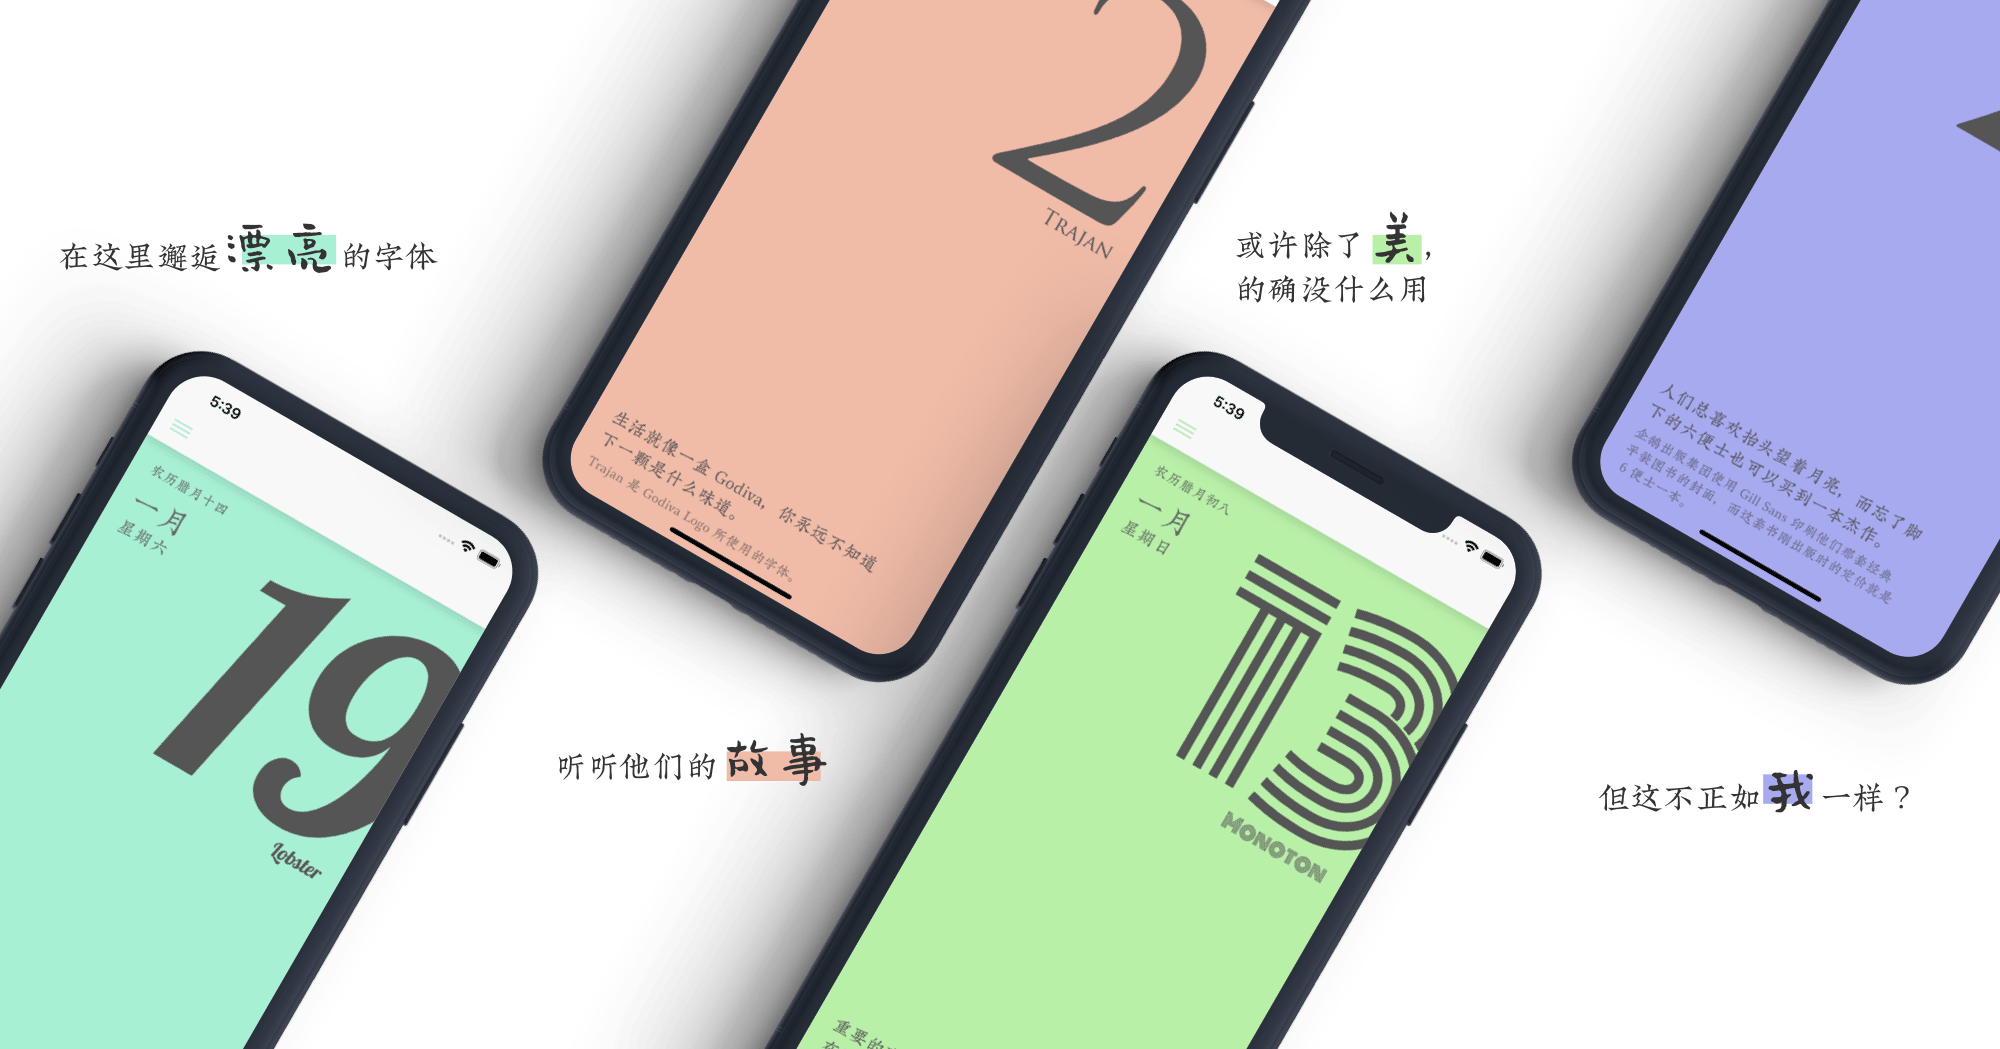 在这里邂逅漂亮的字体
5:39
农历腊月十四
一月
星期六
19
Lobster
2
TRAJAN
生活就像一盒 Godiva，你永远不知道
下一颗是什么味道。
Trajan 是 Godiva Logo 所使用的字体。
听听他们的故事
或许除了美，
的确没什么用
5:39
农历腊月初八
一月
星期日
13
MONOTON
重要的
人们总喜欢抬头望着月亮，而忘了脚
下的六便士也可以买到一本杰作。
企鹅出版集团使用 Gill Sans 印刷他们那套经典
平装图书的封面，而这套书刚出版时的定价就是
6 便士一本。
但这不正如我一样？